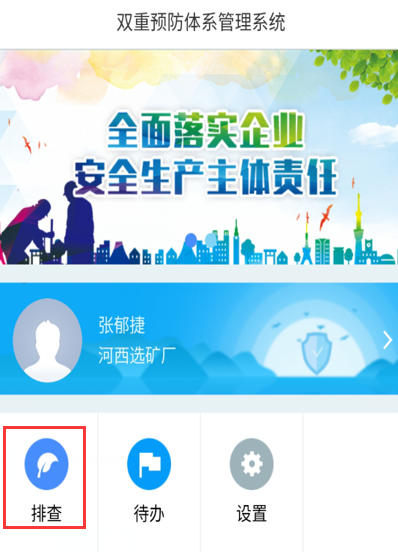 双重预防体系管理系统
全面落实企业
安全生产主体责任
张郁捷
河西选矿厂
排查
待办
设置